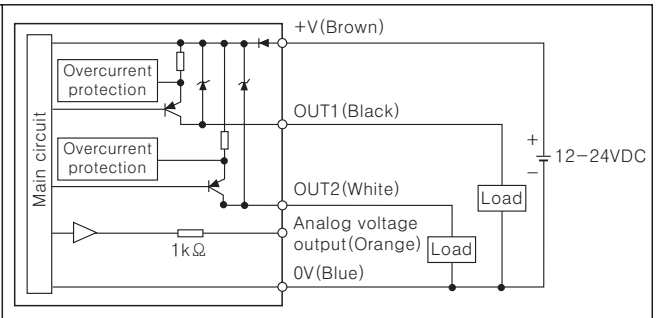 +V(Brown)
Overcurrent
protection
OUT1(Black)
Main circuit
Overcurrent
protection
+
12-24VDC
−
OUT2(White)
Load
Analog voltage
output(Orange)
Load
1kΩ
0V(Blue)